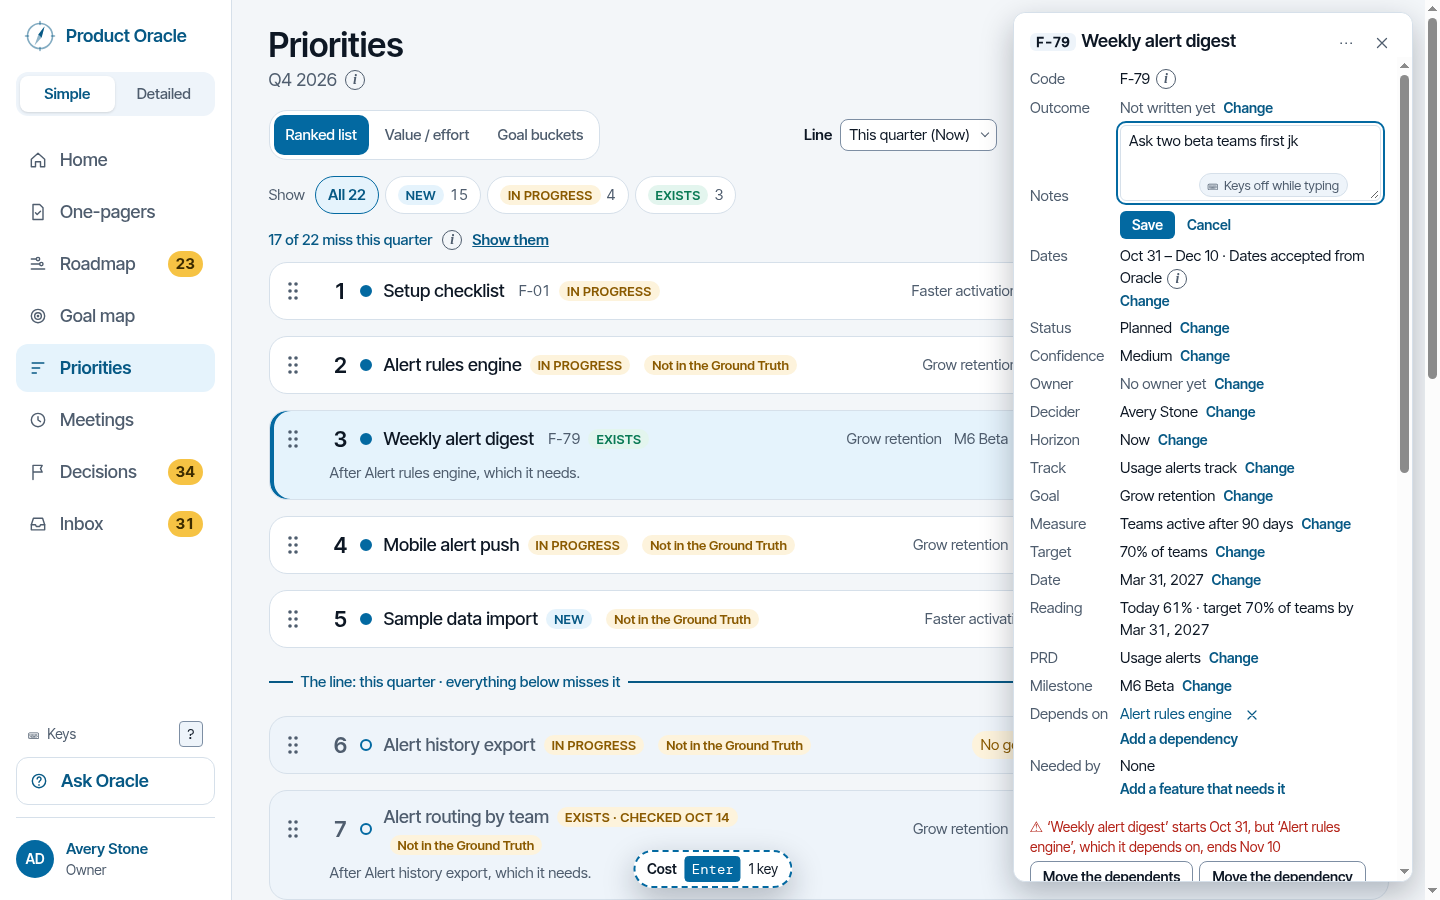 Product Oracle
Simple
Detailed
Home
One-pagers
Roadmap 23
Goal map
Priorities
Meetings
Decisions 34
Inbox 31
Keys ?
Ask Oracle
AD
Avery Stone
Owner
Priorities
Q4 2026 i
Ranked list
Value / effort
Goal buckets
Line This quarter (Now)
Show All 22 NEW 15 IN PROGRESS 4 EXISTS 3
17 of 22 miss this quarter i Show them
1 Setup checklist F-01 IN PROGRESS Faster activation
2 Alert rules engine IN PROGRESS Not in the Ground Truth Grow retention
3 Weekly alert digest F-79 EXISTS Grow retention M6 Beta
After Alert rules engine, which it needs.
4 Mobile alert push IN PROGRESS Not in the Ground Truth Grow retention
5 Sample data import NEW Not in the Ground Truth Faster activati
The line: this quarter · everything below misses it
6 Alert history export IN PROGRESS Not in the Ground Truth No g
7 Alert routing by team EXISTS · CHECKED OCT 14 Grow retention
Not in the Ground Truth
After Alert history export, which it needs.
Cost Enter 1 key
F-79 Weekly alert digest ...
Code F-79 i
Outcome Not written yet Change
Notes
Ask two beta teams first jk
Keys off while typing
Save Cancel
Dates Oct 31 – Dec 10 · Dates accepted from
Oracle i
Change
Status Planned Change
Confidence Medium Change
Owner No owner yet Change
Decider Avery Stone Change
Horizon Now Change
Track Usage alerts track Change
Goal Grow retention Change
Measure Teams active after 90 days Change
Target 70% of teams Change
Date Mar 31, 2027 Change
Reading Today 61% · target 70% of teams by
Mar 31, 2027
PRD Usage alerts Change
Milestone M6 Beta Change
Depends on Alert rules engine ×
Add a dependency
Needed by None
Add a feature that needs it
⚠ ‘Weekly alert digest’ starts Oct 31, but ‘Alert rules
engine’, which it depends on, ends Nov 10
Move the dependents
Move the dependency